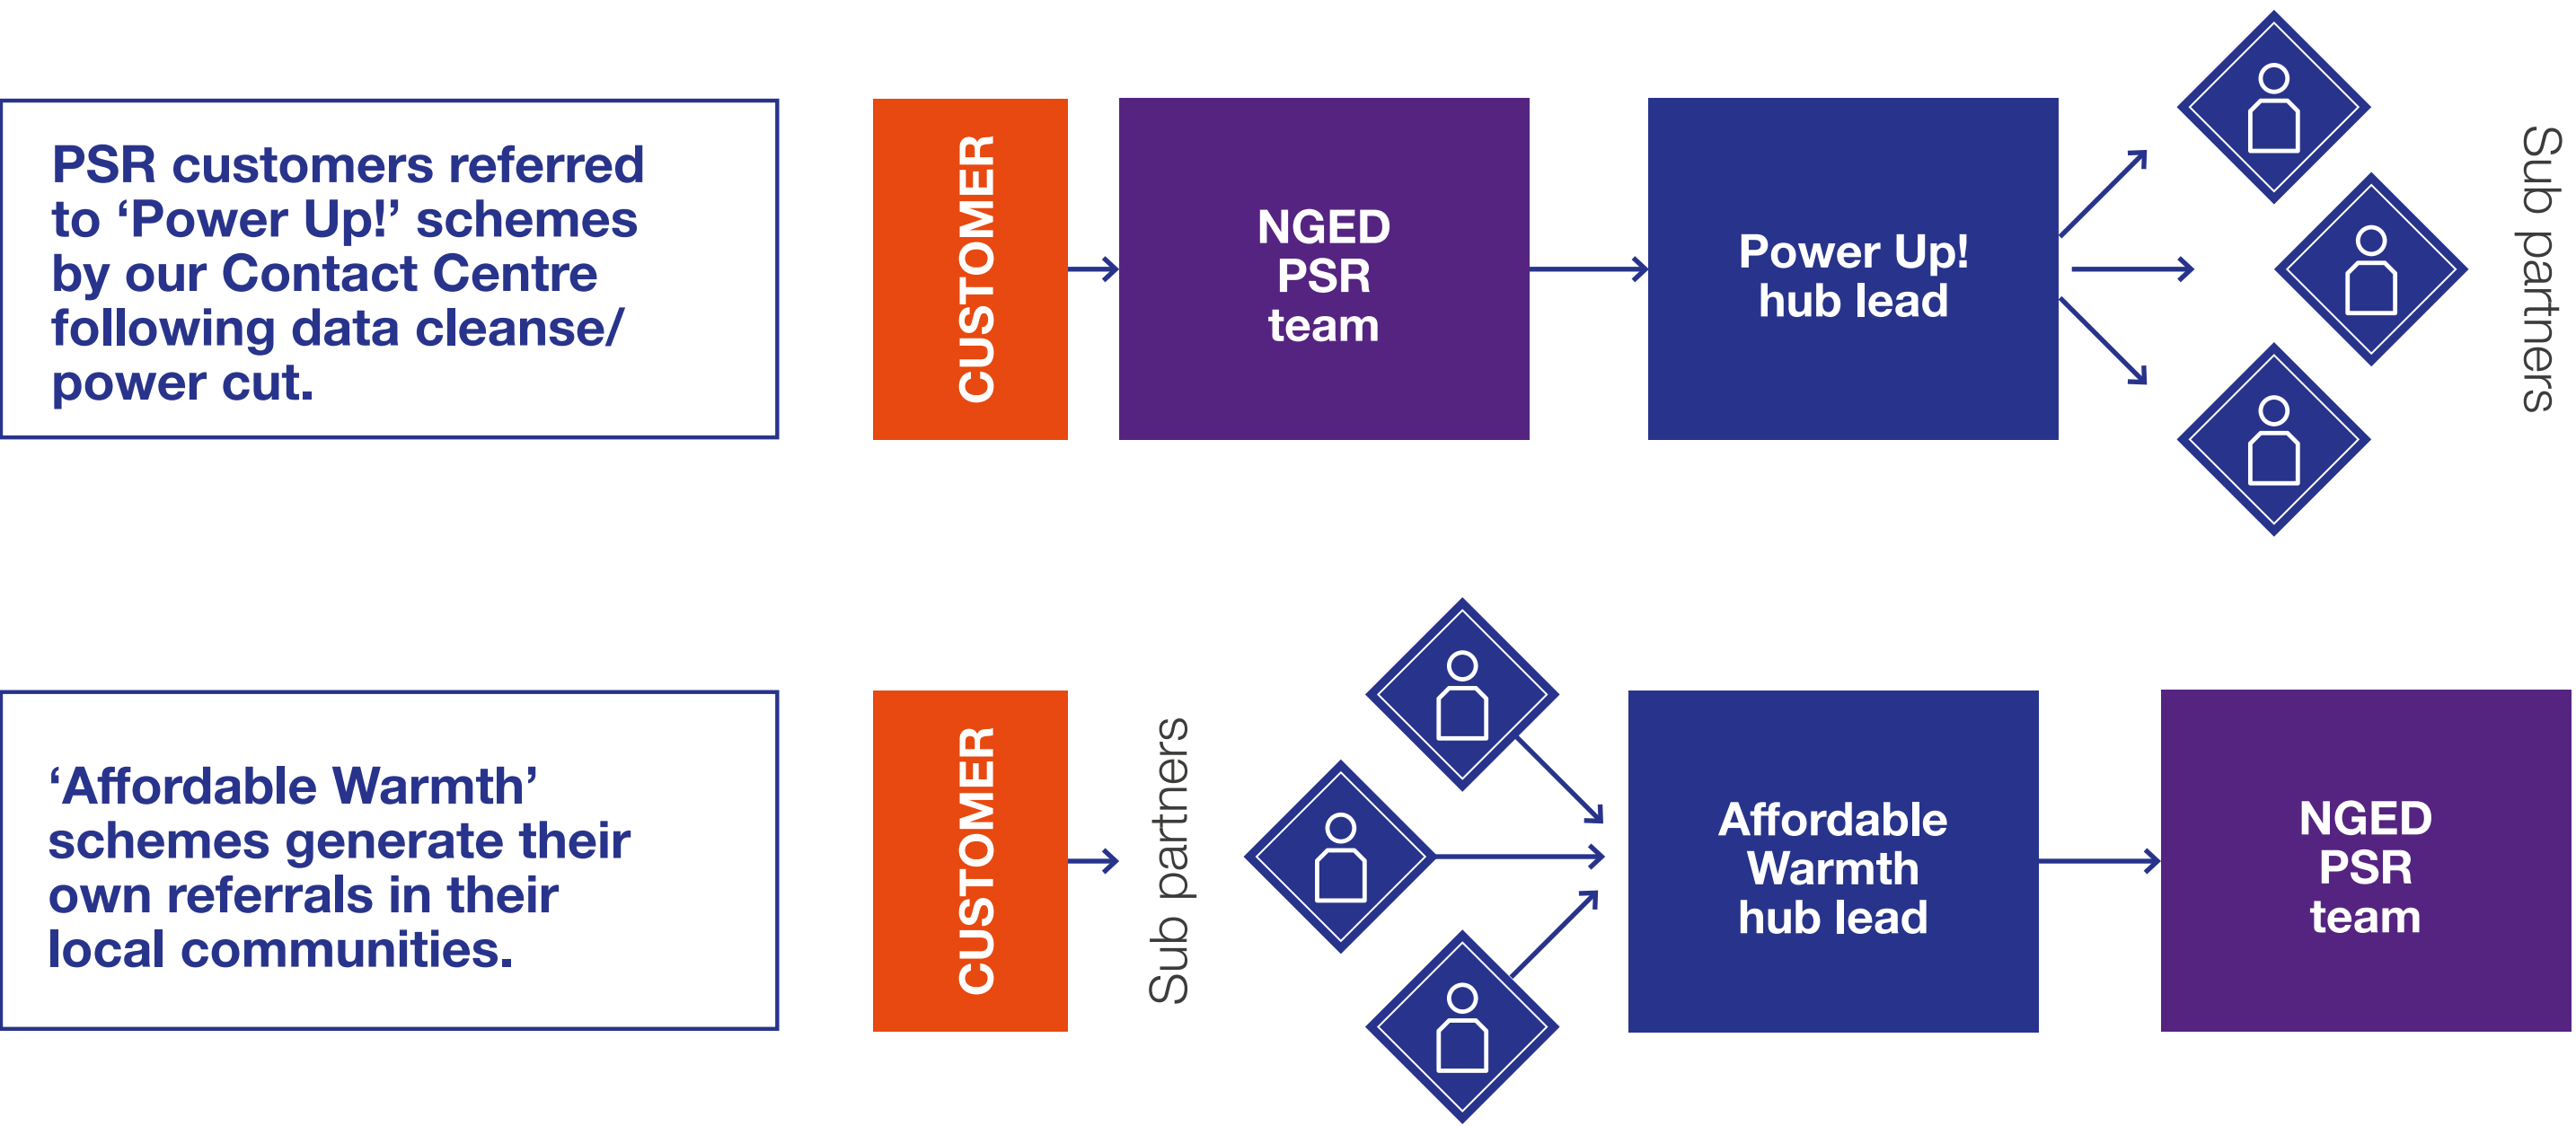 PSR customers referred
to ‘Power Up!’ schemes
by our Contact Centre
following data cleanse/
power cut.
CUSTOMER
NGED
PSR
team
Power Up!
hub lead
Sub partners
‘Affordable Warmth’
schemes generate their
own referrals in their
local communities.
CUSTOMER
Sub partners
Affordable
Warmth
hub lead
NGED
PSR
team